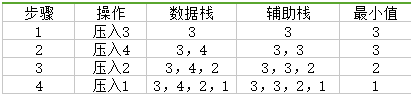 步骤 操作 数据栈 辅助栈 最小值
1 压入3 3 3 3
2 压入4 3，4 3，3 3
3 压入2 3，4，2 3，3，2 2
4 压入1 3，4，2，1 3，3，2，1 1